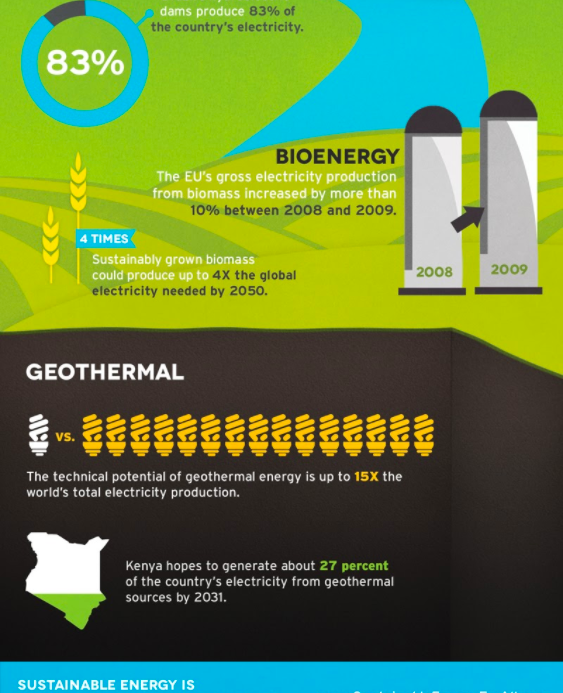 dams produce 83% of
the country's electricity.
83%
BIOENERGY
The EU's gross electricity production
from biomass increased by more than
10% between 2008 and 2009.
2008
2009
4 TIMES
Sustainably grown biomass
could produce up to 4X the global
electricity needed by 2050.
GEOTHERMAL
VS.
The technical potential of geothermal energy is up to 15X the
world's total electricity production.
Kenya hopes to generate about 27 percent
of the country's electricity from geothermal
sources by 2031.
SUSTAINABLE ENERGY IS